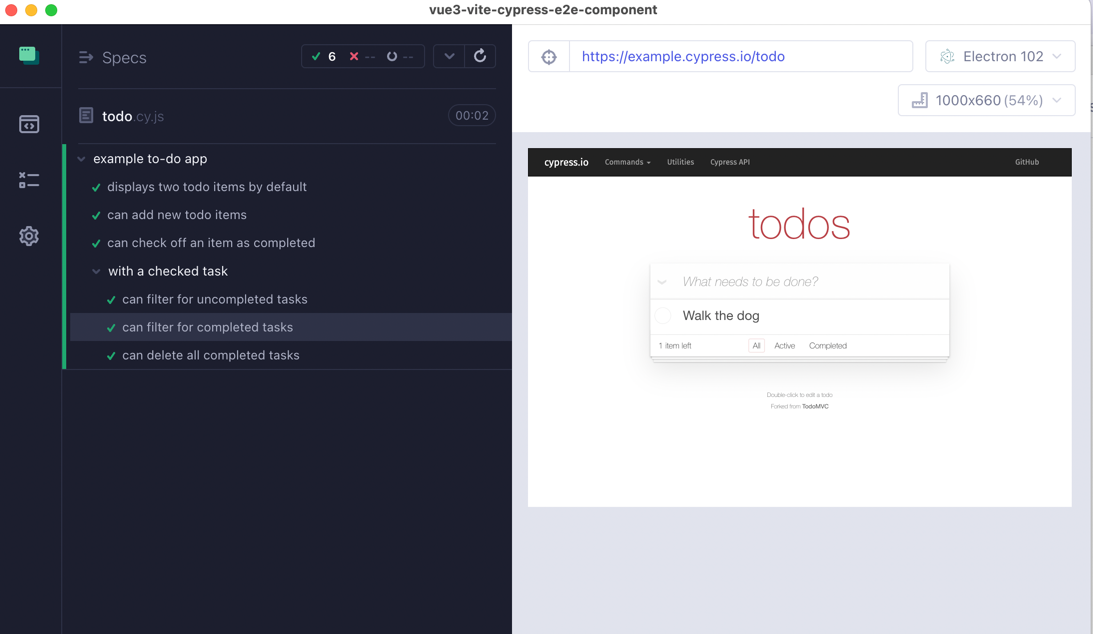 vue3-vite-cypress-e2e-component
Specs
6 -- --
todo.cy.js
00:02
example to-do app
displays two todo items by default
can add new todo items
can check off an item as completed
with a checked task
can filter for uncompleted tasks
can filter for completed tasks
can delete all completed tasks
https://example.cypress.io/todo
Electron 102
1000x660 (54%)
cypress.io Commands Utilities Cypress API GitHub
todos
What needs to be done?
Walk the dog
1 item left All Active Completed
Double-click to edit a todo
Forked from TodoMVC